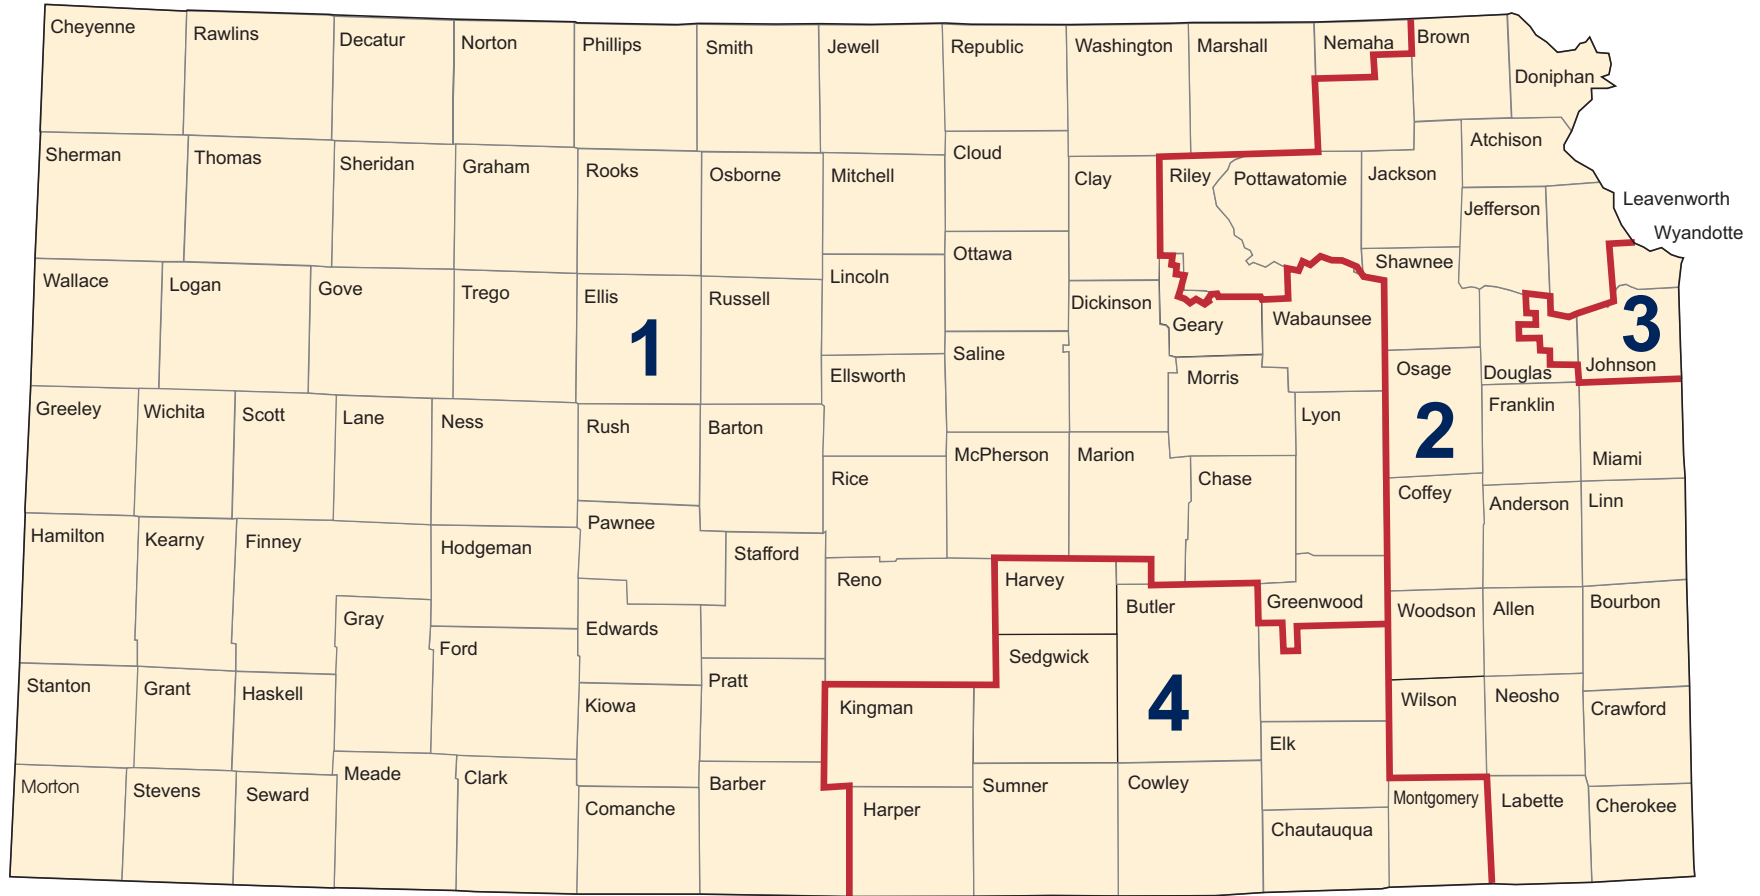 Cheyenne
Rawlins
Decatur
Norton
Phillips
Smith
Jewell
Republic
Washington
Marshall
Nemaha
Brown
Doniphan
Sherman
Thomas
Sheridan
Graham
Rooks
Osborne
Mitchell
Cloud
Clay
Riley
Pottawatomie
Jackson
Atchison
Jefferson
Leavenworth
Wyandotte
Wallace
Logan
Gove
Trego
Ellis
Russell
Lincoln
Ottawa
Dickinson
Geary
Wabaunsee
Shawnee
1
3
Saline
Ellsworth
Morris
Osage
Douglas
Johnson
Greeley
Wichita
Scott
Lane
Ness
Rush
Barton
Lyon
2
Franklin
Rice
McPherson
Marion
Chase
Coffey
Anderson
Miami
Linn
Hamilton
Kearny
Finney
Hodgeman
Pawnee
Stafford
Reno
Harvey
Butler
Greenwood
Woodson
Allen
Bourbon
Gray
Ford
Edwards
Sedgwick
Stanton
Grant
Haskell
Kiowa
Pratt
Kingman
4
Elk
Wilson
Neosho
Crawford
Morton
Stevens
Seward
Meade
Clark
Comanche
Barber
Harper
Sumner
Cowley
Chautauqua
Montgomery
Labette
Cherokee